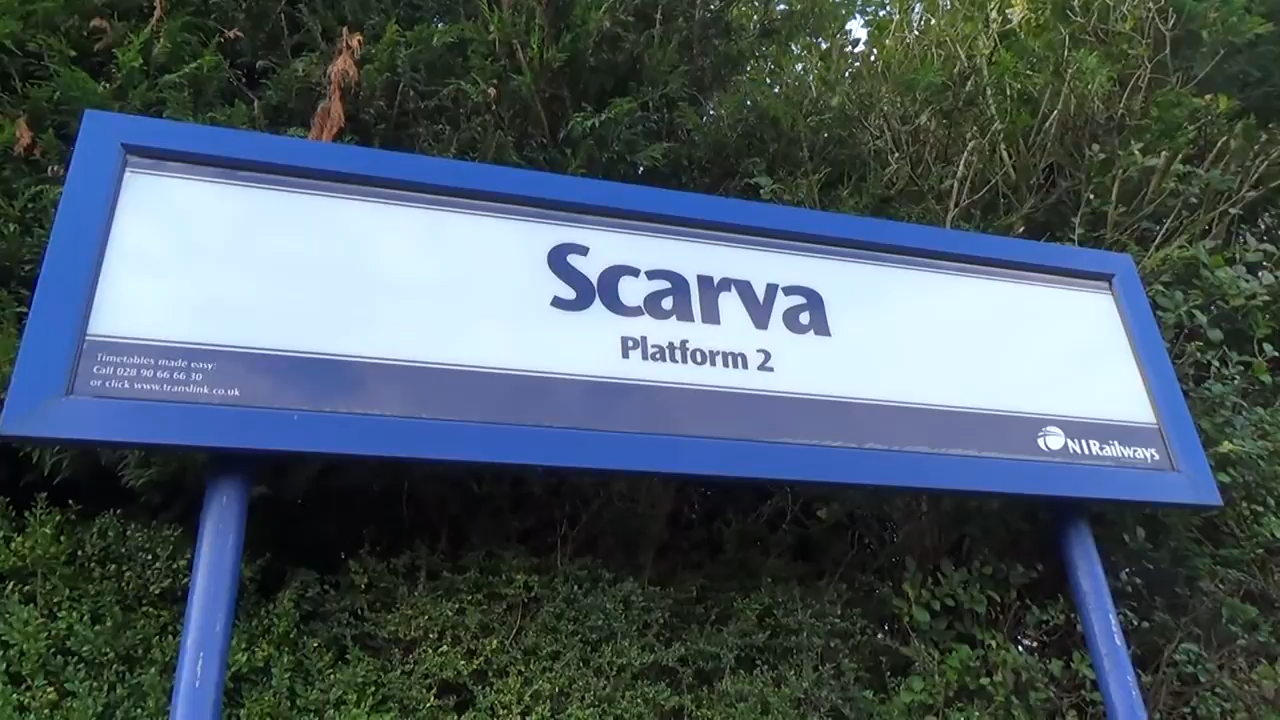 Scarva
Platform 2
Timetables made easy:
Call 028 90 66 66 30
or click www.translink.co.uk
NI Railways